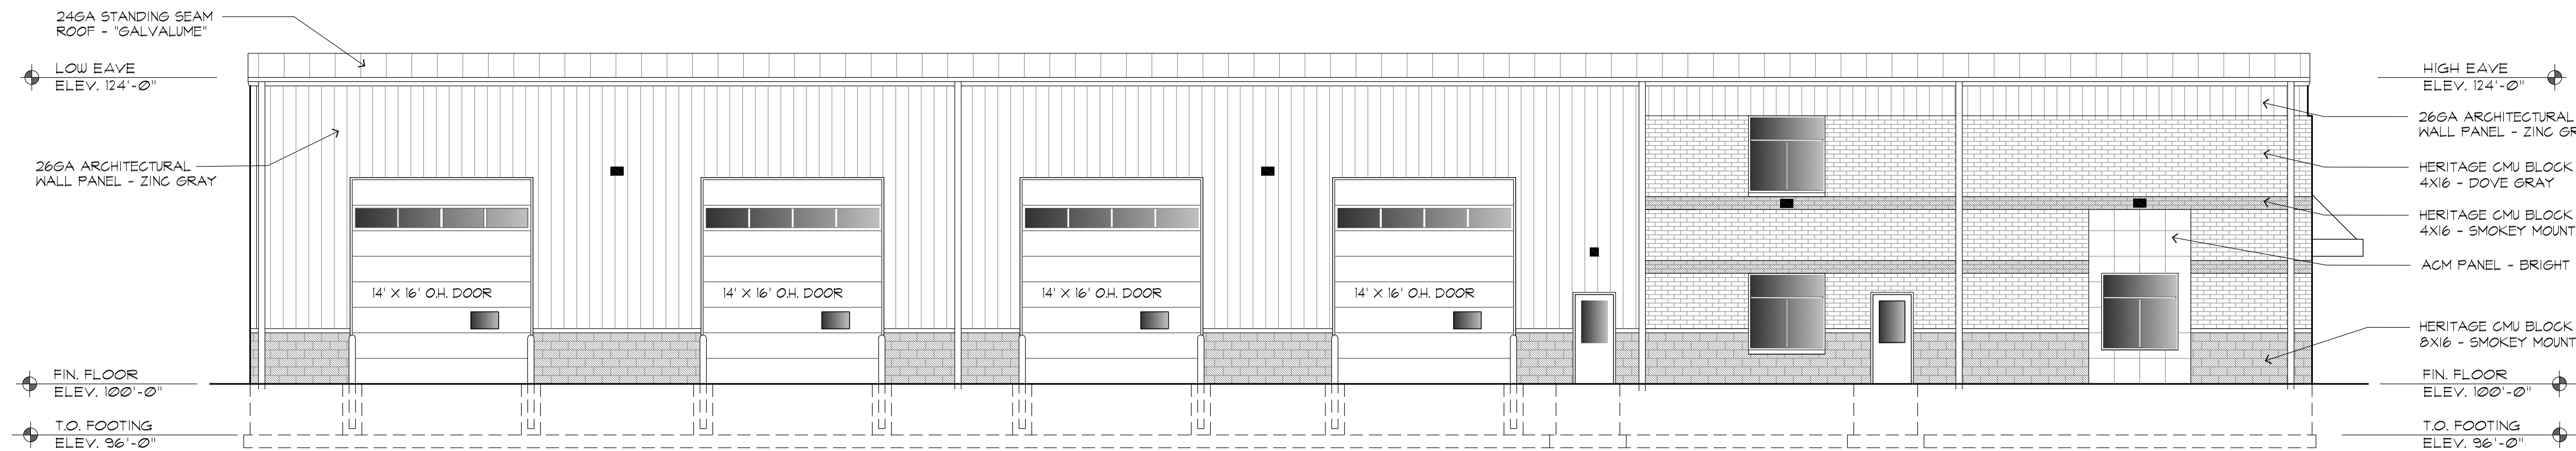 24GA STANDING SEAM
ROOF - "GALVALUME"
LOW EAVE
ELEV. 124'-0"
26GA ARCHITECTURAL
WALL PANEL - ZINC GRAY
14' X 16' O.H. DOOR
14' X 16' O.H. DOOR
14' X 16' O.H. DOOR
14' X 16' O.H. DOOR
FIN. FLOOR
ELEV. 100'-0"
T.O. FOOTING
ELEV. 96'-0"
HIGH EAVE
ELEV. 124'-0"
26GA ARCHITECTURAL
WALL PANEL - ZINC GR
HERITAGE CMU BLOCK
4X16 - DOVE GRAY
HERITAGE CMU BLOCK
4X16 - SMOKEY MOUNT
ACM PANEL - BRIGHT
HERITAGE CMU BLOCK
8X16 - SMOKEY MOUNT
FIN. FLOOR
ELEV. 100'-0"
T.O. FOOTING
ELEV. 96'-0"